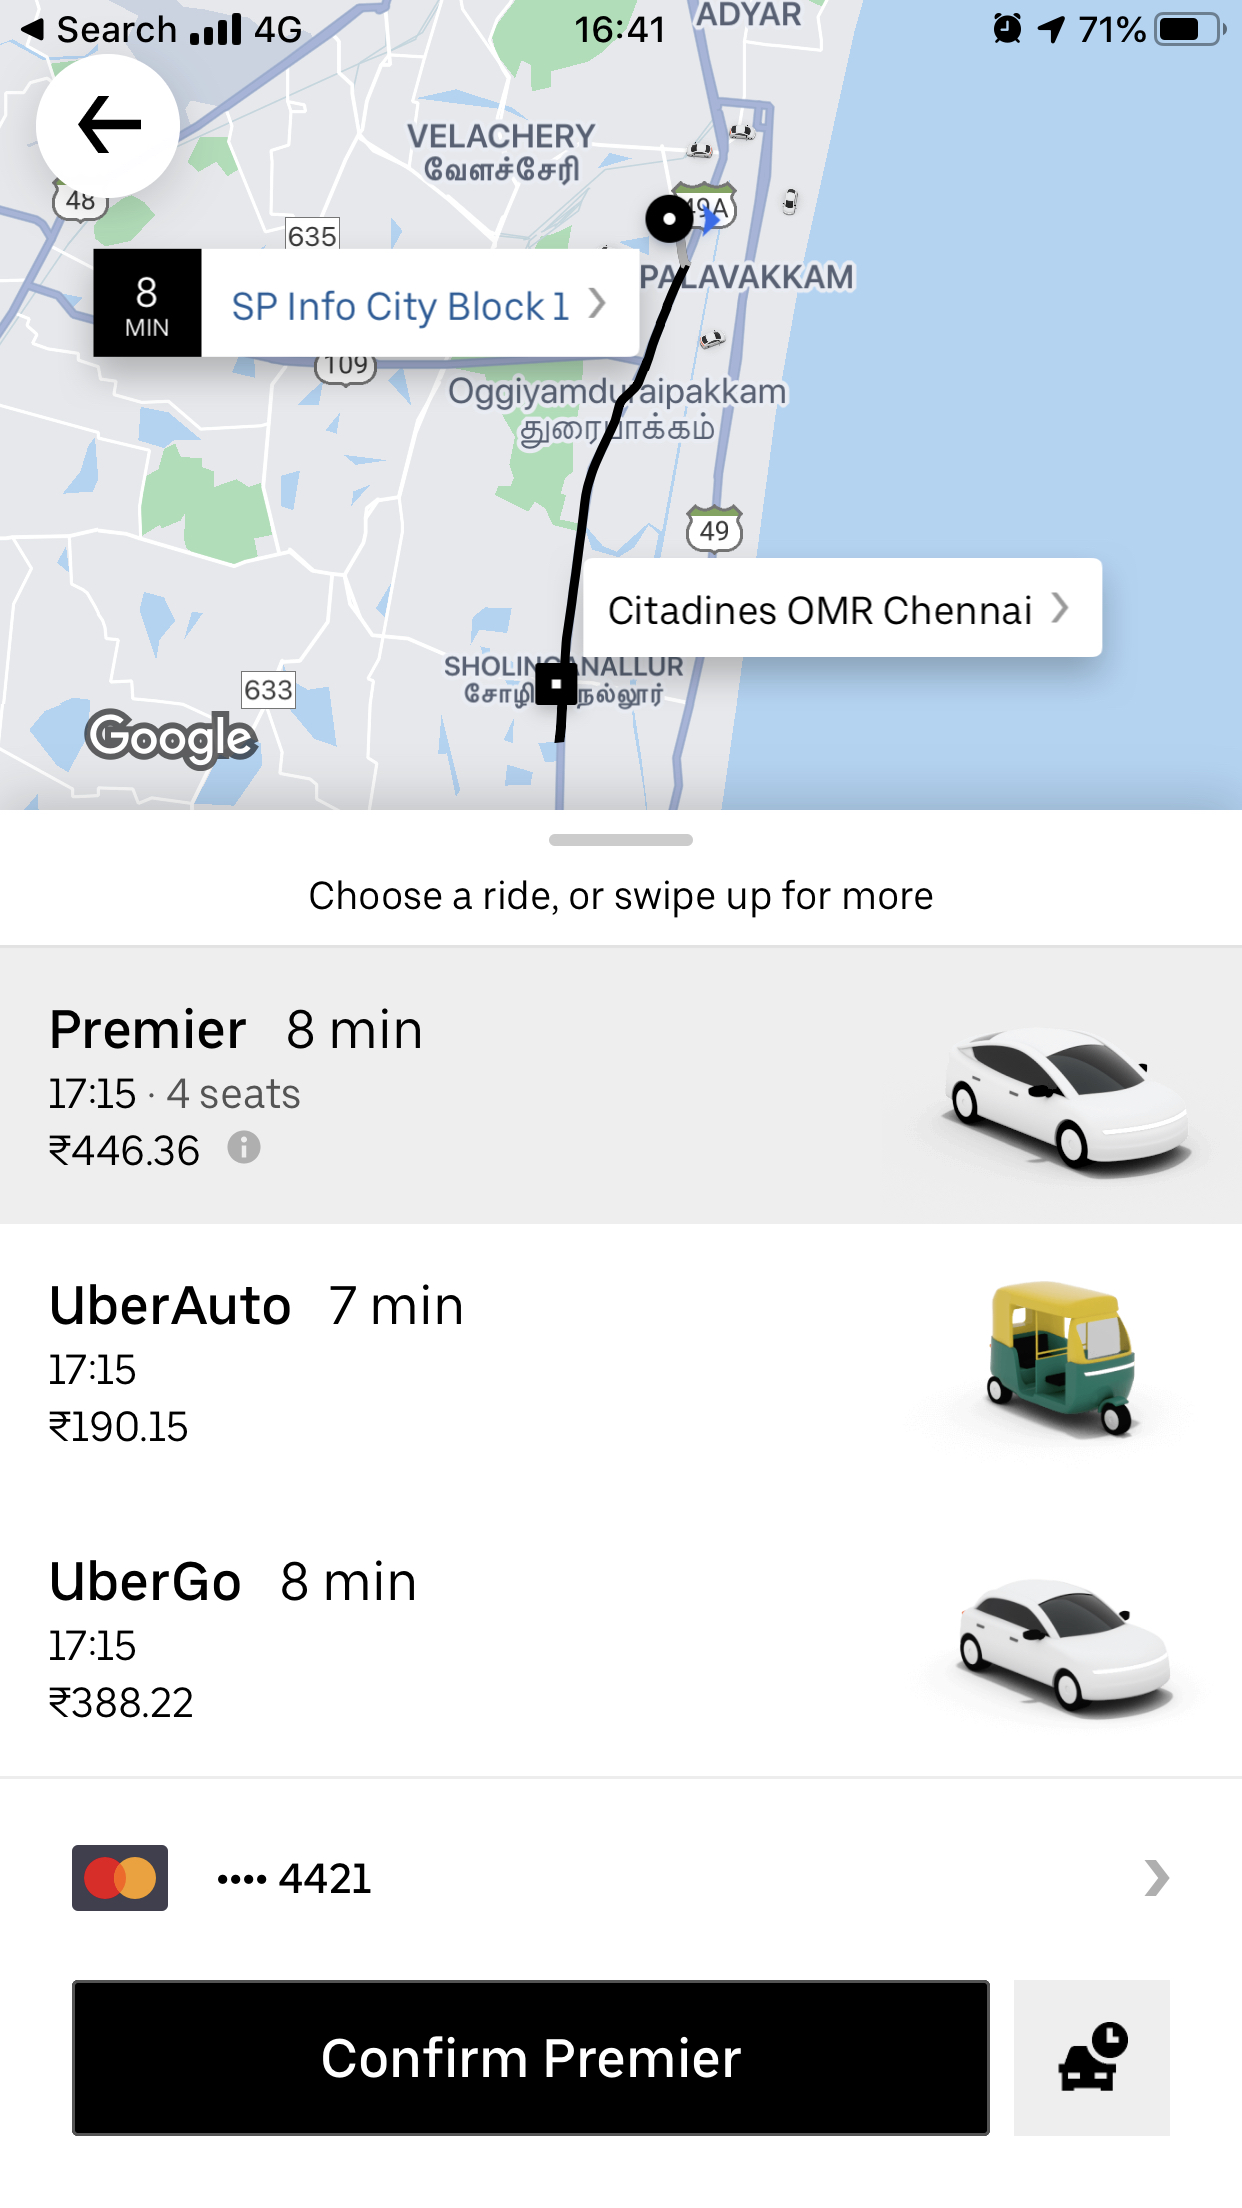 Search 4G 16:41 71%
ADYAR
VELACHERY
வேளச்சேரி
48
49A
635
PALAVAKKAM
8
MIN
SP Info City Block 1
109
Oggiyamduraipakkam
துரைபாக்கம்
49
Citadines OMR Chennai
SHOLINGANALLUR
633
Google
Choose a ride, or swipe up for more
Premier 8 min
17:15 · 4 seats
₹446.36
UberAuto 7 min
17:15
₹190.15
UberGo 8 min
17:15
₹388.22
•••• 4421
Confirm Premier